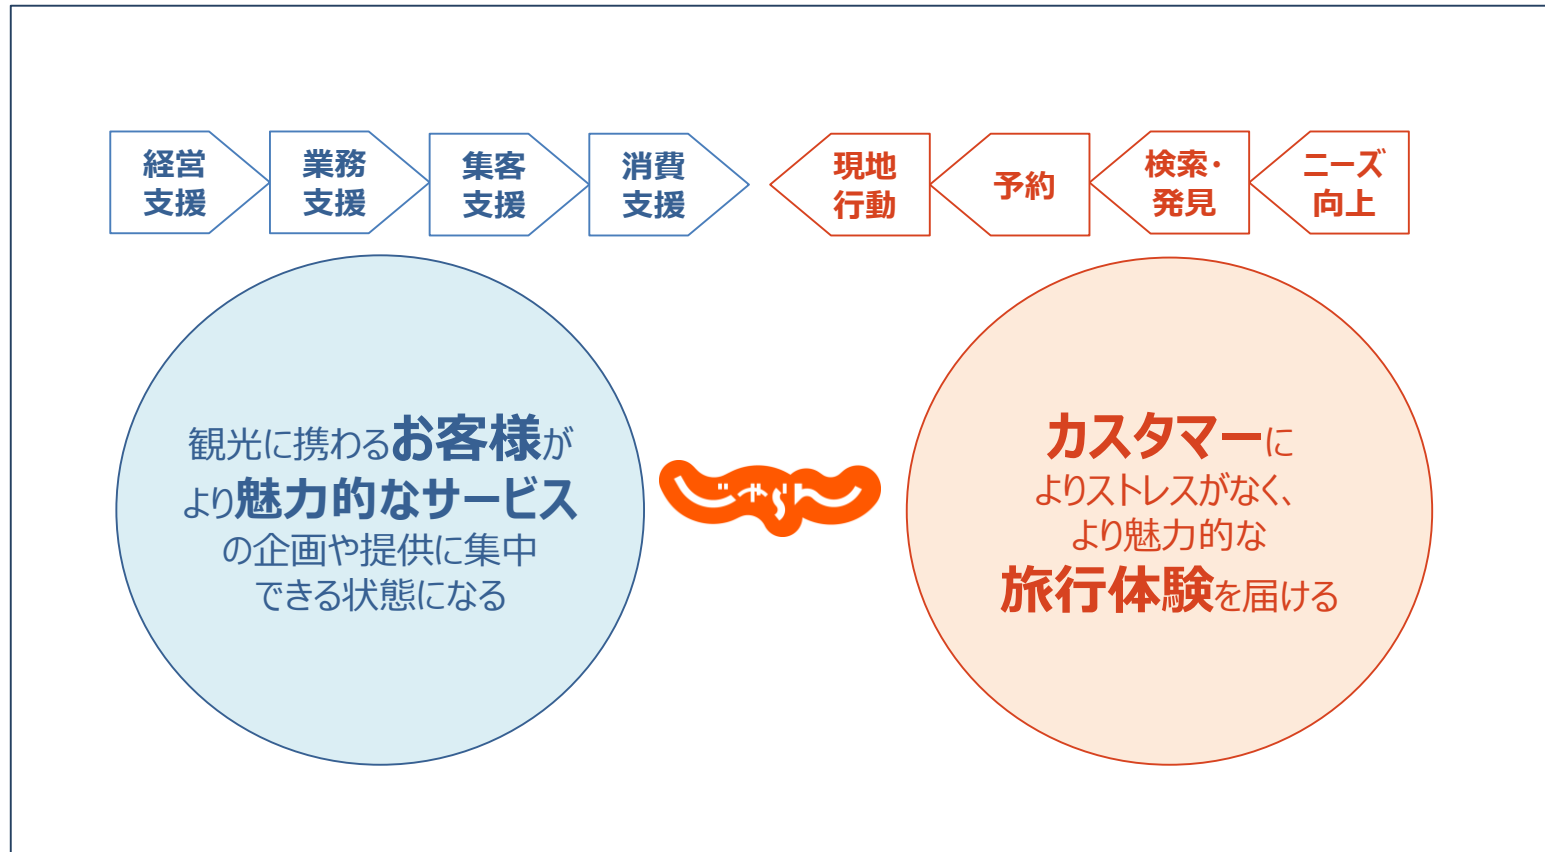 経営
支援
業務
支援
集客
支援
消費
支援
現地
行動
予約
検索・
発見
ニーズ
向上
観光に携わるお客様が
より魅力的なサービス
の企画や提供に集中
できる状態になる
じゃらん
カスタマーに
よりストレスがなく、
より魅力的な
旅行体験を届ける